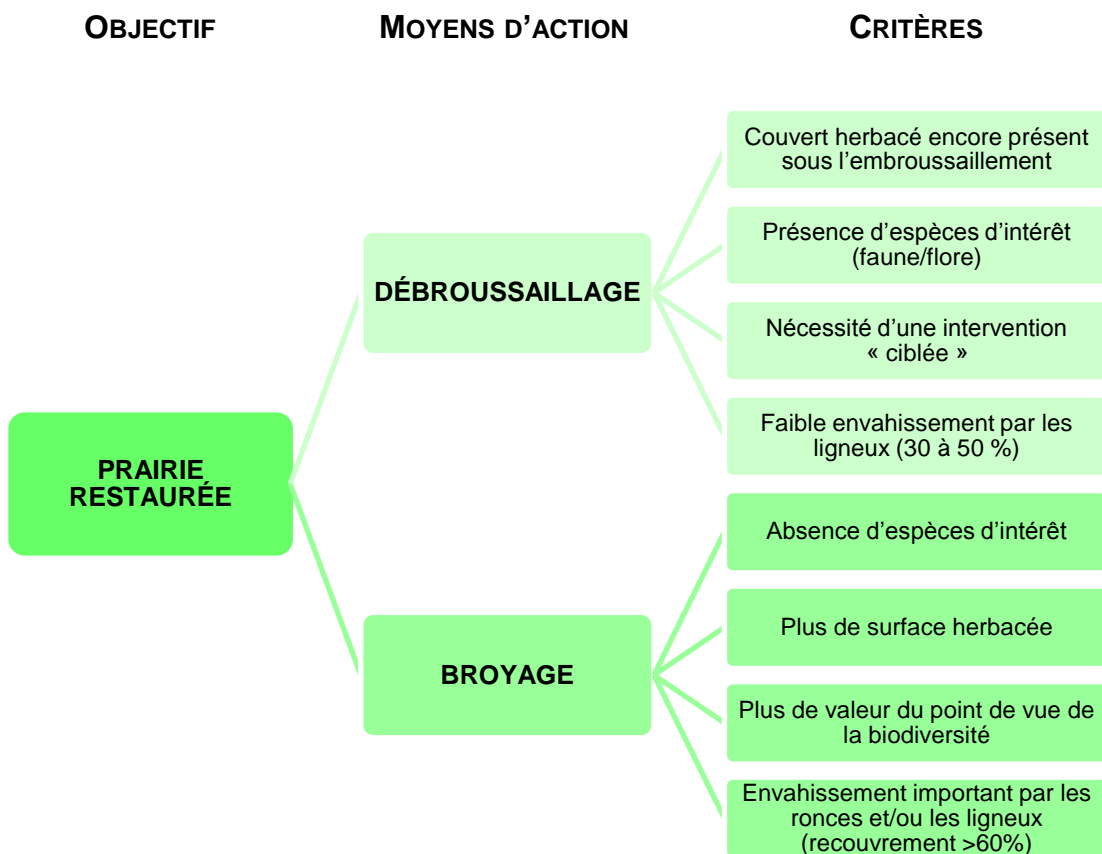 OBJECTIF
MOYENS D'ACTION
CRITÈRES
PRAIRIE
RESTAURÉE
DÉBROUSSAILLAGE
Couvert herbacé encore présent
sous l'embroussaillement
Présence d'espèces d'intérêt
(faune/flore)
Nécessité d'une intervention
« ciblée »
Faible envahissement par les
ligneux (30 à 50 %)
BROYAGE
Absence d'espèces d'intérêt
Plus de surface herbacée
Plus de valeur du point de vue de
la biodiversité
Envahissement important par les
ronces et/ou les ligneux
(recouvrement >60%)